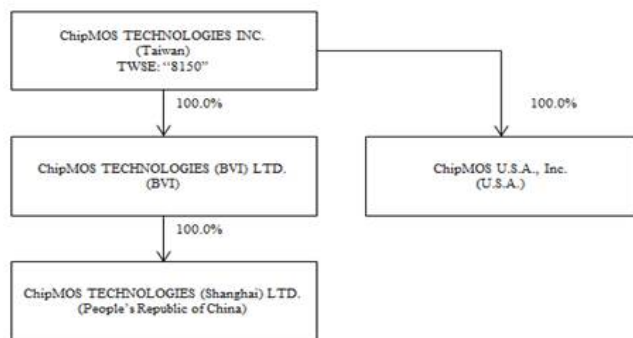 ChipMOS TECHNOLOGIES INC.
(Taiwan)
TWSE: “8150”
100.0%
100.0%
ChipMOS TECHNOLOGIES (BVI) LTD.
(BVI)
ChipMOS U.S.A., Inc.
(U.S.A.)
100.0%
ChipMOS TECHNOLOGIES (Shanghai) LTD.
(People’s Republic of China)